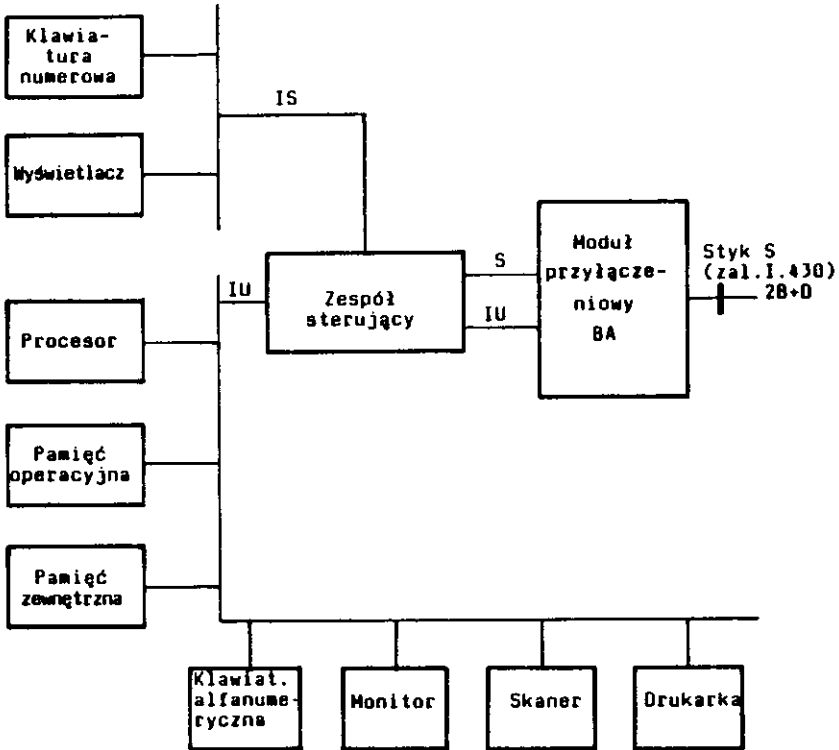 Klawia-
tura
numerowa
IS
Wyświetlacz
Moduł
przyłącze-
niowy
BA
Styk S
(zal.I.430)
2B+D
S
IU
IU
Zespół
sterujący
Procesor
Pamięć
operacyjna
Pamięć
zewnętrzna
Klawiat.
alfanume-
ryczna
Monitor
Skaner
Drukarka